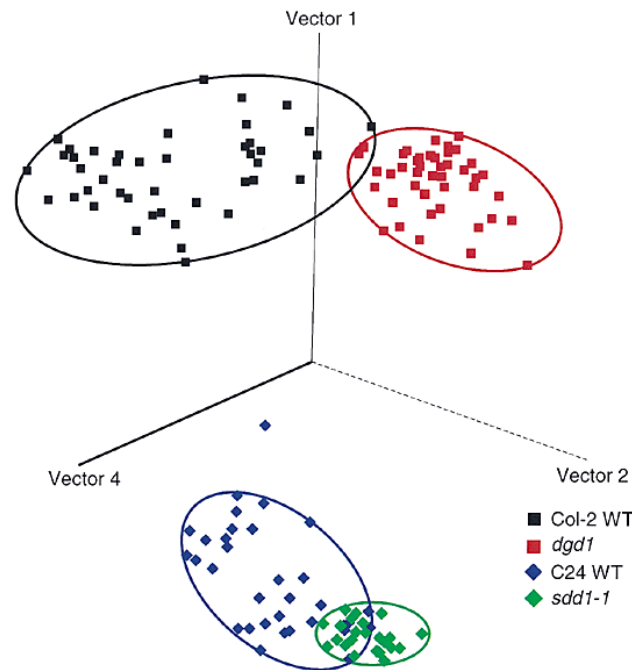 Vector 1
Vector 4
Vector 2
Col-2 WT
dgd1
C24 WT
sdd1-1